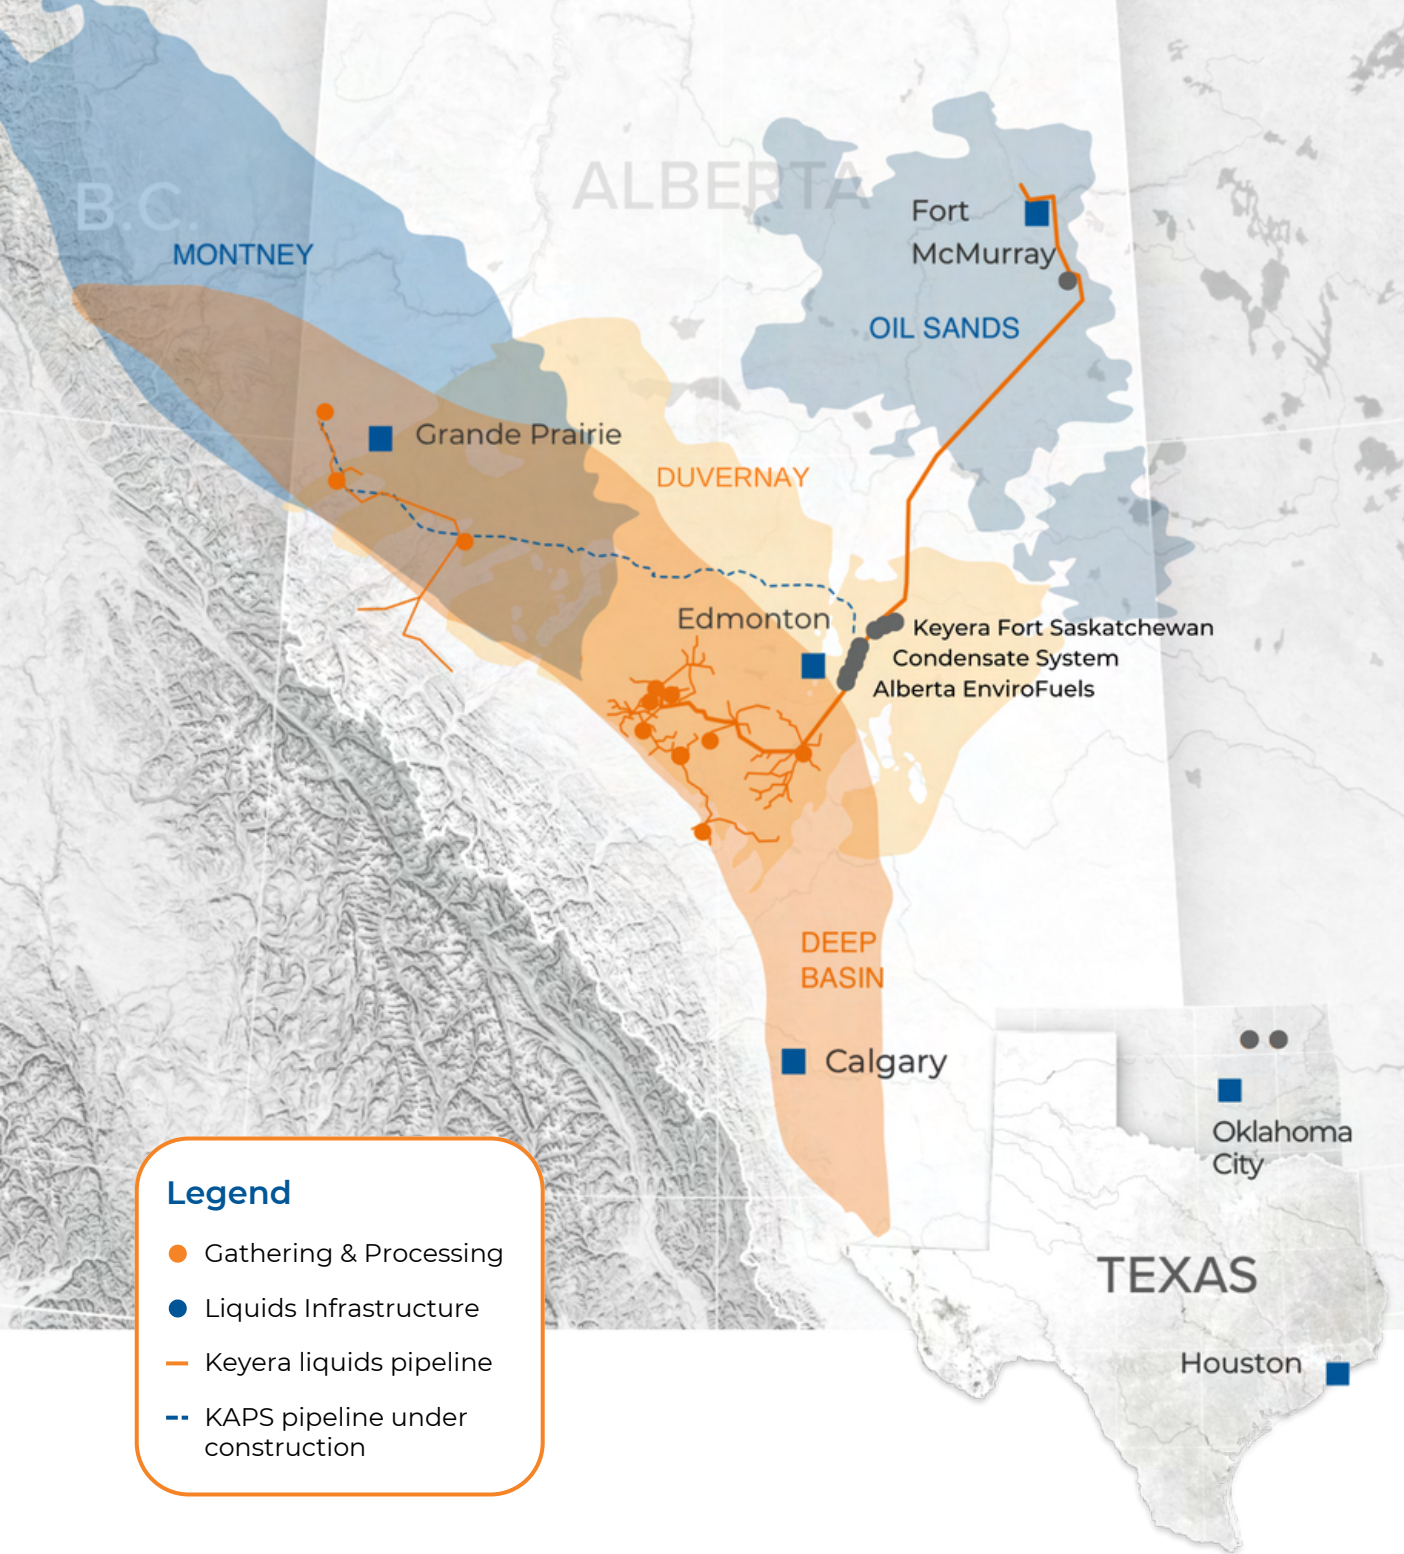 ALBERTA
B.C.
Fort
McMurray
MONTNEY
OIL SANDS
Grande Prairie
DUVERNAY
Edmonton
Keyera Fort Saskatchewan
Condensate System
Alberta EnviroFuels
DEEP
BASIN
Calgary
Oklahoma
City
TEXAS
Houston
Legend
Gathering & Processing
Liquids Infrastructure
Keyera liquids pipeline
KAPS pipeline under
construction